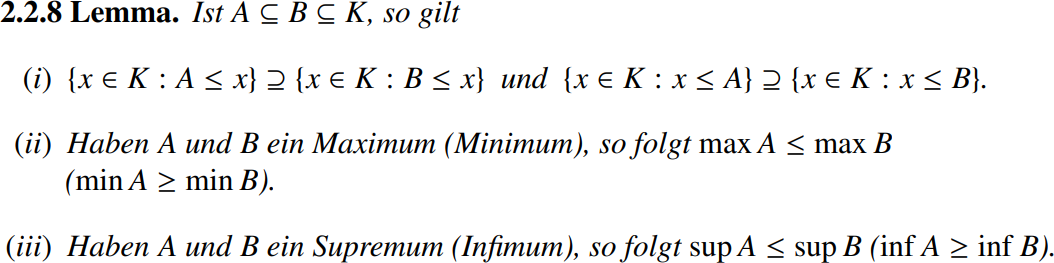 2.2.8 Lemma. Ist A ⊆ B ⊆ K, so gilt
(i) {x ∈ K : A ≤ x} ⊇ {x ∈ K : B ≤ x} und {x ∈ K : x ≤ A} ⊇ {x ∈ K : x ≤ B}.
(ii) Haben A und B ein Maximum (Minimum), so folgt max A ≤ max B
(min A ≥ min B).
(iii) Haben A und B ein Supremum (Infimum), so folgt sup A ≤ sup B (inf A ≥ inf B).